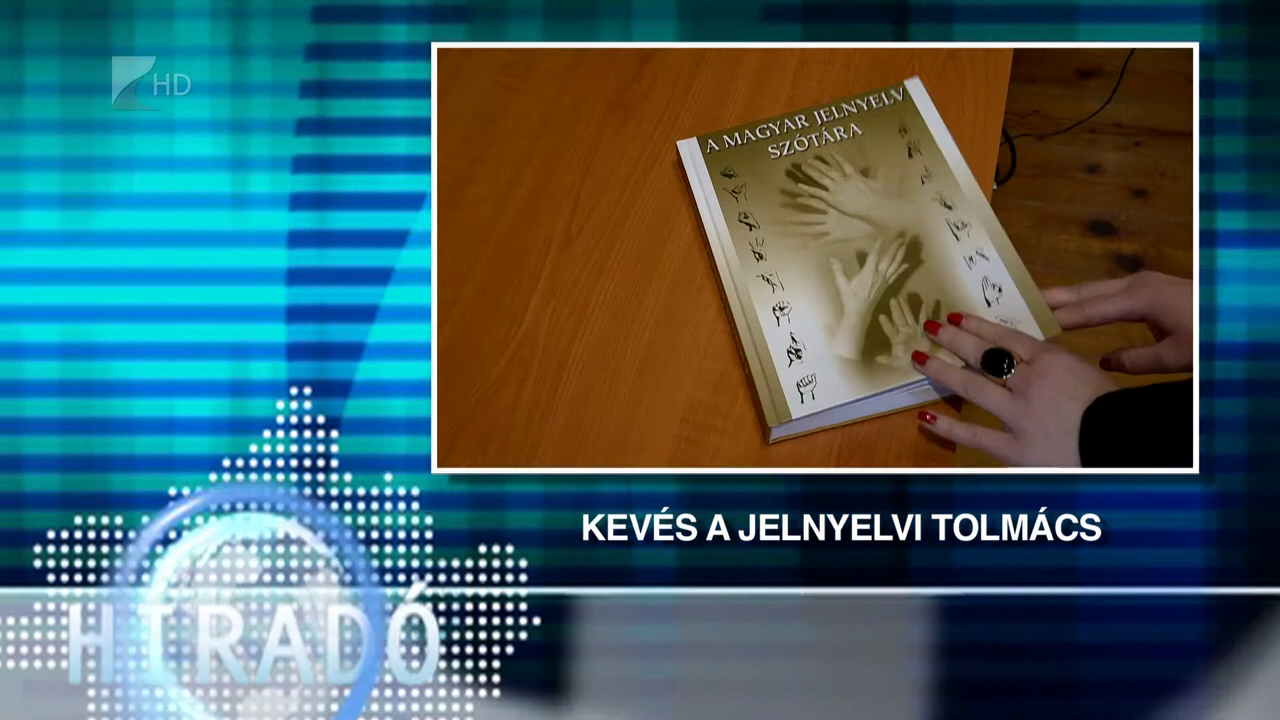 HD
A MAGYAR JELNYELV
SZÓTÁRA
KEVÉS A JELNYELVI TOLMÁCS
HÍRADÓ